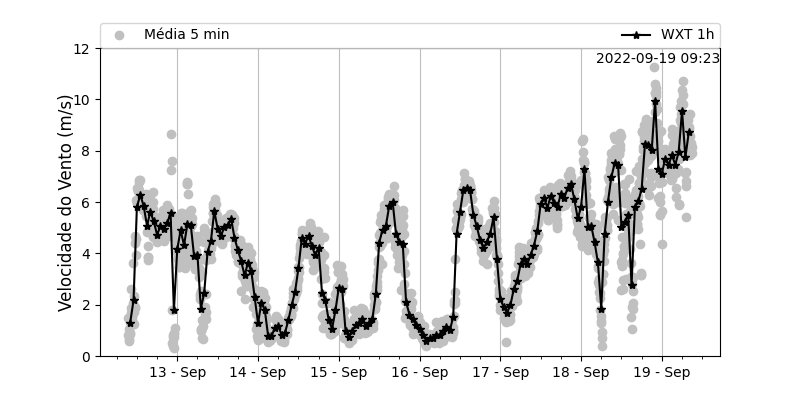 Média 5 min
WXT 1h
2022-09-19 09:23
Velocidade do Vento (m/s)
12
10
8
6
4
2
0
13 - Sep
14 - Sep
15 - Sep
16 - Sep
17 - Sep
18 - Sep
19 - Sep